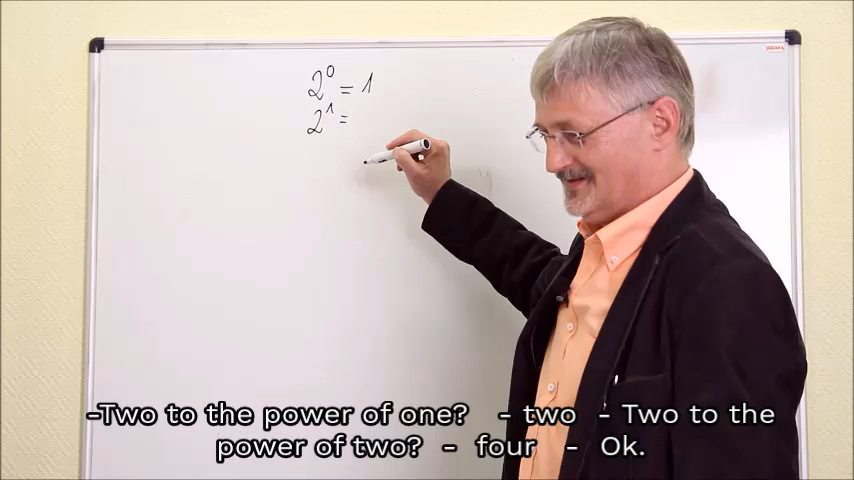 2⁰ = 1
2¹ =
-Two to the power of one?   - two   - Two to the
power of two?   -   four   -   Ok.